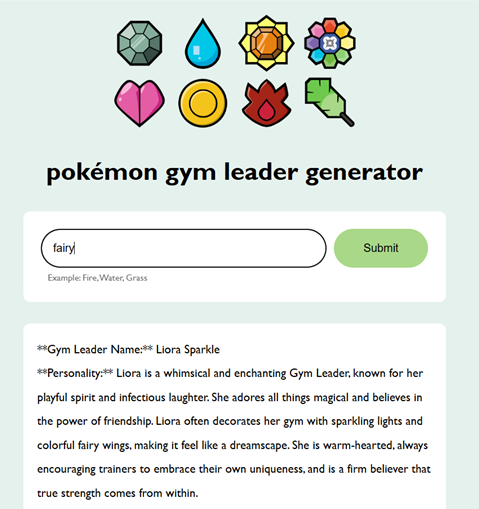 pokémon gym leader generator
fairy
Submit
Example: Fire, Water, Grass
**Gym Leader Name:** Liora Sparkle
**Personality:** Liora is a whimsical and enchanting Gym Leader, known for her
playful spirit and infectious laughter. She adores all things magical and believes in
the power of friendship. Liora often decorates her gym with sparkling lights and
colorful fairy wings, making it feel like a dreamscape. She is warm-hearted, always
encouraging trainers to embrace their own uniqueness, and is a firm believer that
true strength comes from within.